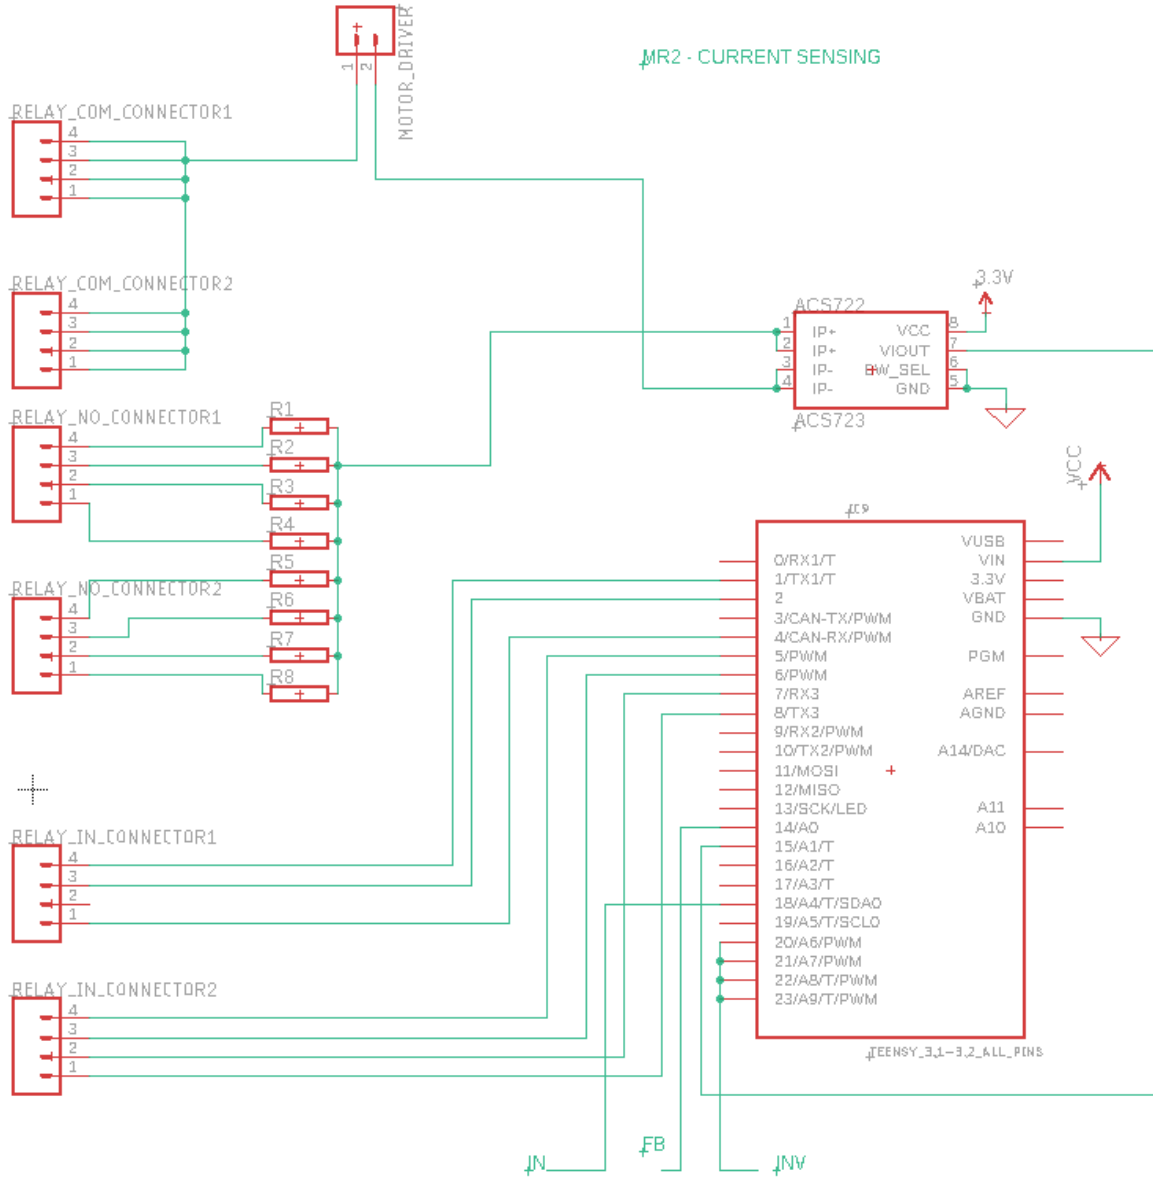 MOTOR_DRIVER
1
2
MR2 - CURRENT SENSING
RELAY_COM_CONNECTOR1
4
3
2
1
RELAY_COM_CONNECTOR2
4
3
2
1
3.3V
ACS722
1 IP+ VCC 8
2 IP+ VIOUT 7
3 IP- BW_SEL 6
4 IP- GND 5
ACS723
RELAY_NO_CONNECTOR1
4
3
2
1
R1
R2
R3
R4
R5
R6
R7
R8
RELAY_NO_CONNECTOR2
4
3
2
1
VCC
IC9
VUSB
0/RX1/T VIN
1/TX1/T 3.3V
2 VBAT
3/CAN-TX/PWM GND
4/CAN-RX/PWM
5/PWM PGM
6/PWM
7/RX3 AREF
8/TX3 AGND
9/RX2/PWM
10/TX2/PWM A14/DAC
11/MOSI
12/MISO
13/SCK/LED A11
14/A0 A10
15/A1/T
16/A2/T
17/A3/T
18/A4/T/SDA0
19/A5/T/SCL0
20/A6/PWM
21/A7/PWM
22/A8/T/PWM
23/A9/T/PWM
TEENSY_3.1-3.2_ALL_PINS
RELAY_IN_CONNECTOR1
4
3
2
1
RELAY_IN_CONNECTOR2
4
3
2
1
IN
FB
INV